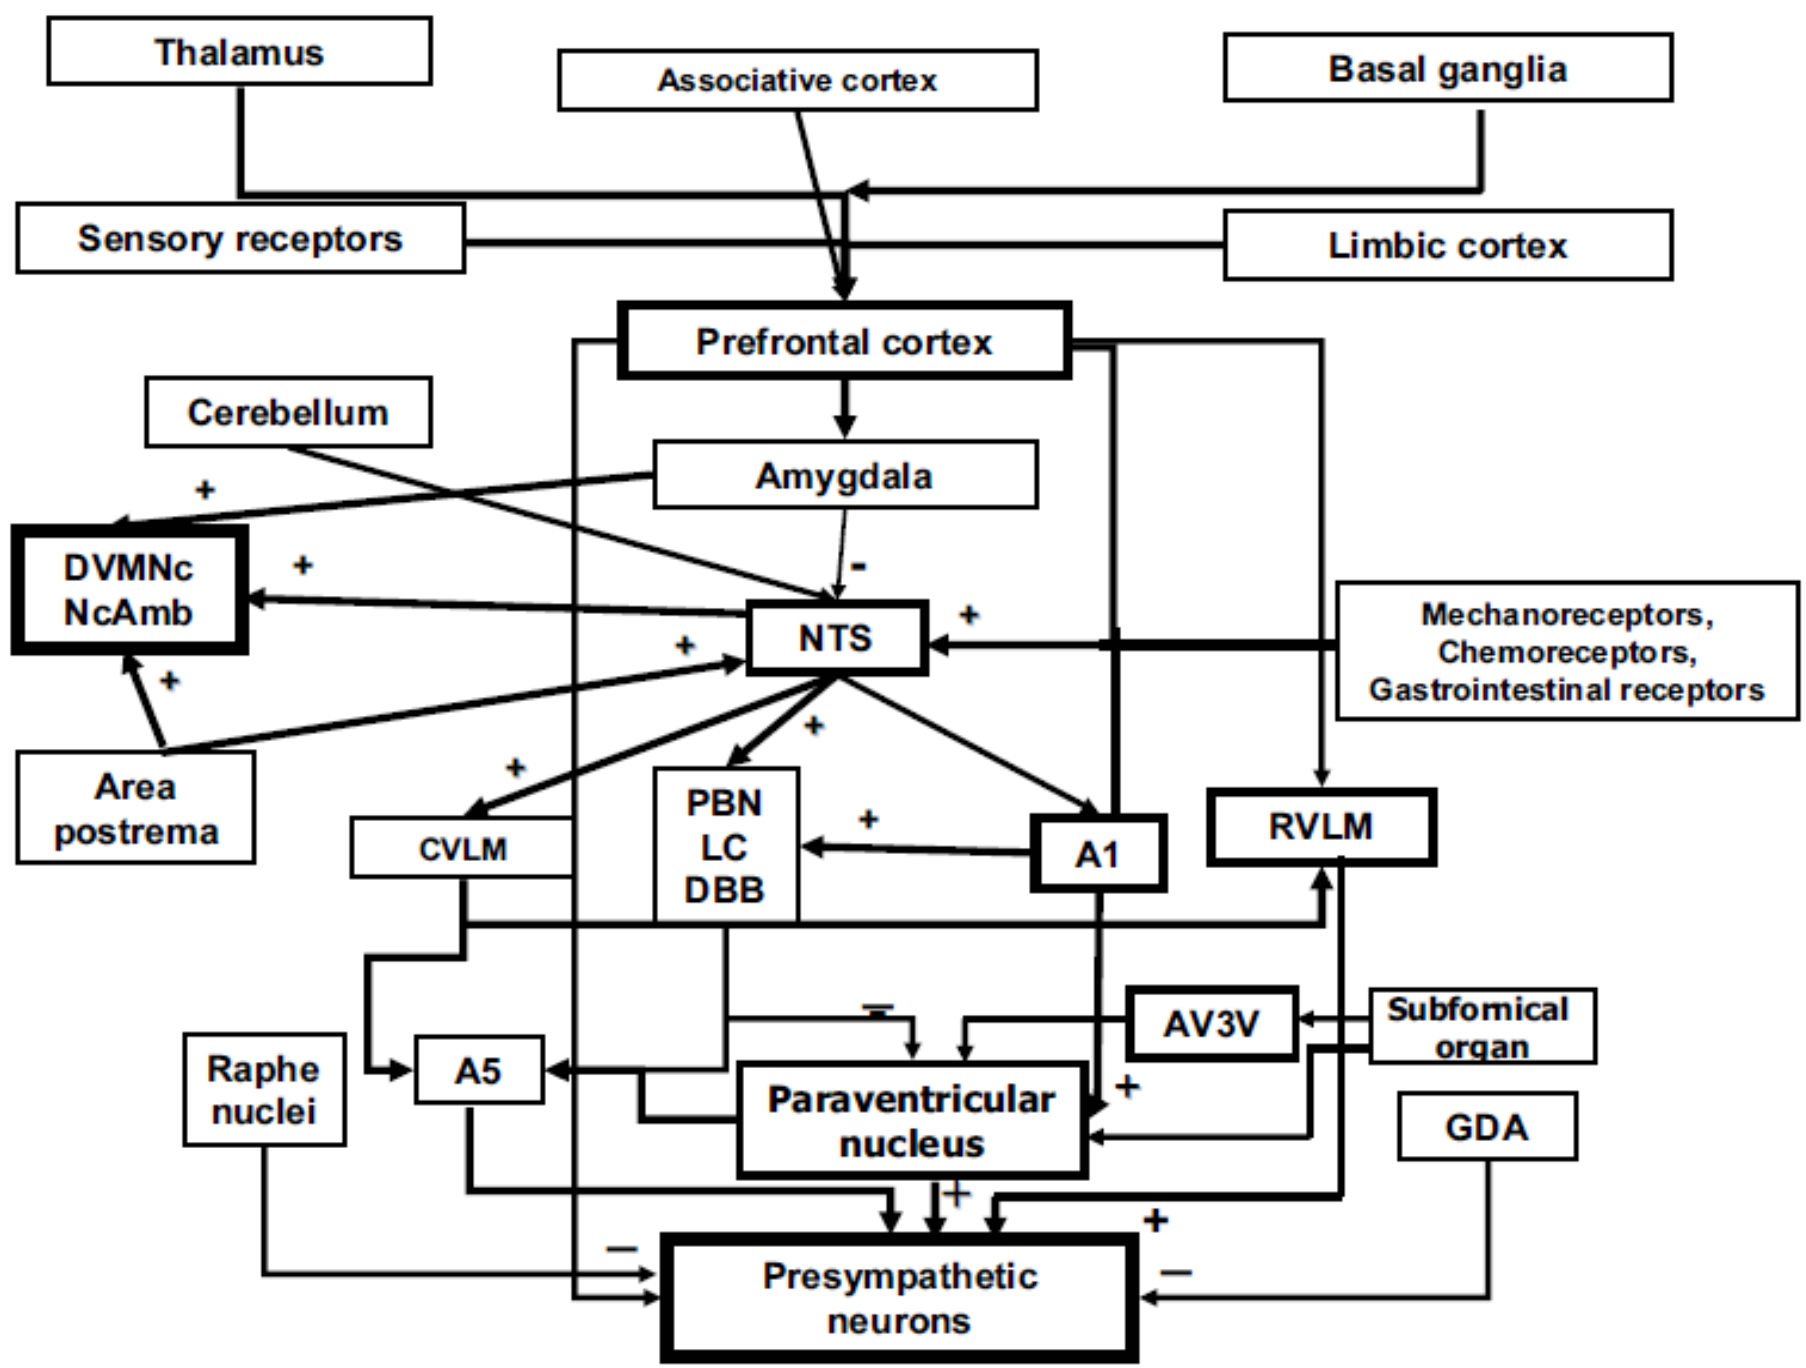 Thalamus
Associative cortex
Basal ganglia
Sensory receptors
Limbic cortex
Prefrontal cortex
Cerebellum
Amygdala
+
DVMNc
NcAmb
+
-
NTS
+
Mechanoreceptors,
Chemoreceptors,
Gastrointestinal receptors
+
+
Area
postrema
+
+
CVLM
PBN
LC
DBB
+
A1
RVLM
AV3V
Subfornical
organ
Raphe
nuclei
A5
Paraventricular
nucleus
+
GDA
+
+
–
–
Presympathetic
neurons